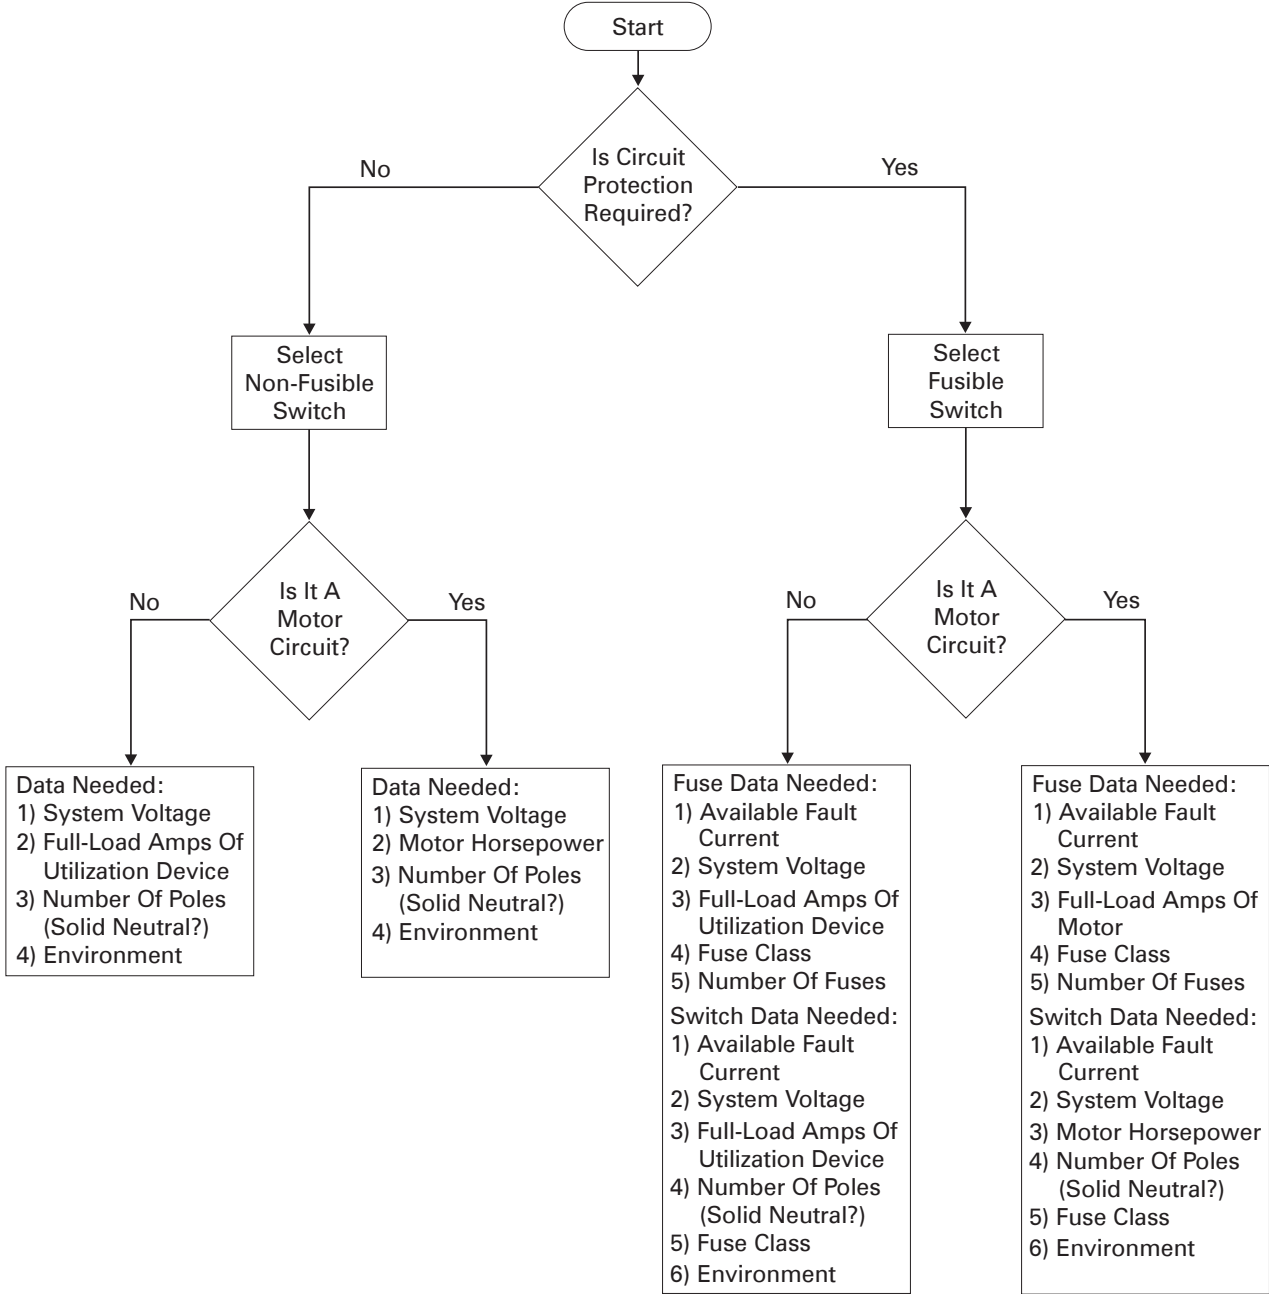 Start
Is Circuit
Protection
Required?
No
Yes
Select
Non-Fusible
Switch
Select
Fusible
Switch
Is It A
Motor
Circuit?
No
Yes
Is It A
Motor
Circuit?
No
Yes
Data Needed:
1) System Voltage
2) Full-Load Amps Of
Utilization Device
3) Number Of Poles
(Solid Neutral?)
4) Environment
Data Needed:
1) System Voltage
2) Motor Horsepower
3) Number Of Poles
(Solid Neutral?)
4) Environment
Fuse Data Needed:
1) Available Fault
Current
2) System Voltage
3) Full-Load Amps Of
Utilization Device
4) Fuse Class
5) Number Of Fuses
Switch Data Needed:
1) Available Fault
Current
2) System Voltage
3) Full-Load Amps Of
Utilization Device
4) Number Of Poles
(Solid Neutral?)
5) Fuse Class
6) Environment
Fuse Data Needed:
1) Available Fault
Current
2) System Voltage
3) Full-Load Amps Of
Motor
4) Fuse Class
5) Number Of Fuses
Switch Data Needed:
1) Available Fault
Current
2) System Voltage
3) Motor Horsepower
4) Number Of Poles
(Solid Neutral?)
5) Fuse Class
6) Environment